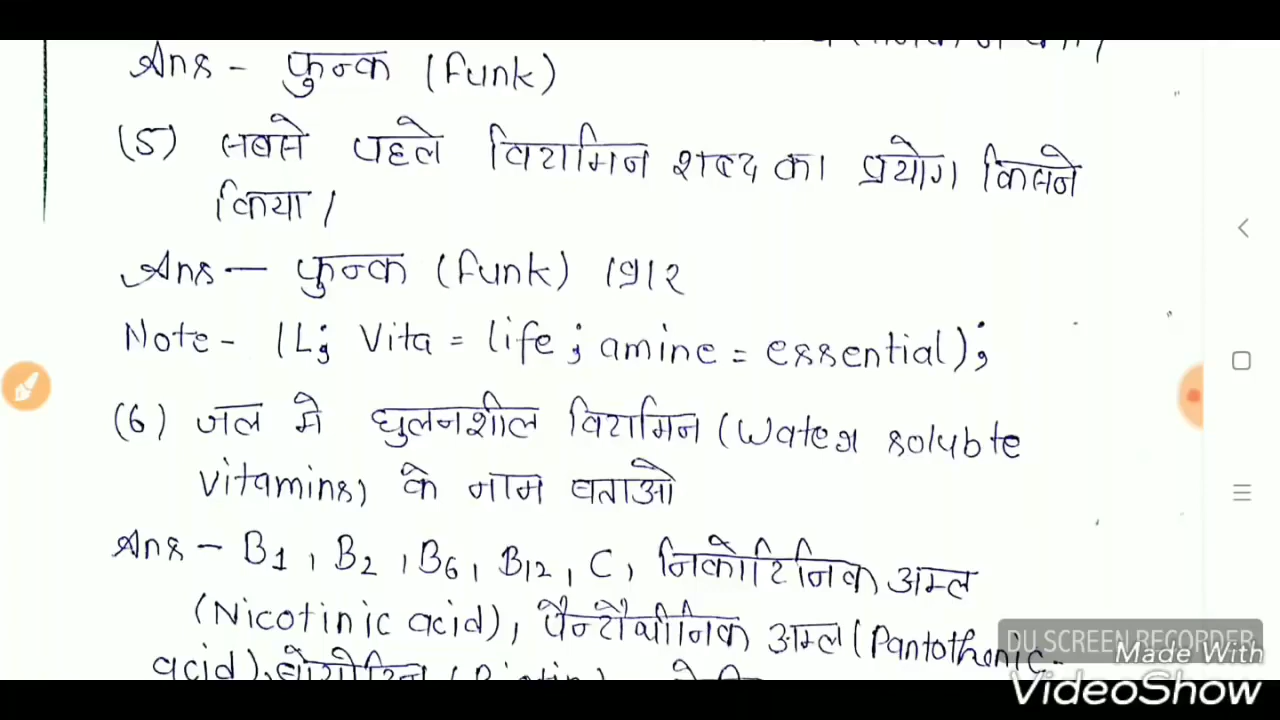 Ans - फुन्क (Funk)
(5) सबसे पहले विटामिन शब्द का प्रयोग किसने
किया।
Ans - फुन्क (Funk) 1912
Note - (L; Vita = life; amine = essential);
(6) जल मे घुलनशील विटामिन (Water soluble
vitamins) के नाम बताओ
Ans - B1, B2, B6, B12, C, निकोटिनिक अम्ल
(Nicotinic acid), पैन्टोथीनिक अम्ल (Pantothenic-
acid), बायोटिन (Biotin)
DU SCREEN RECORDER
Made With
VideoShow